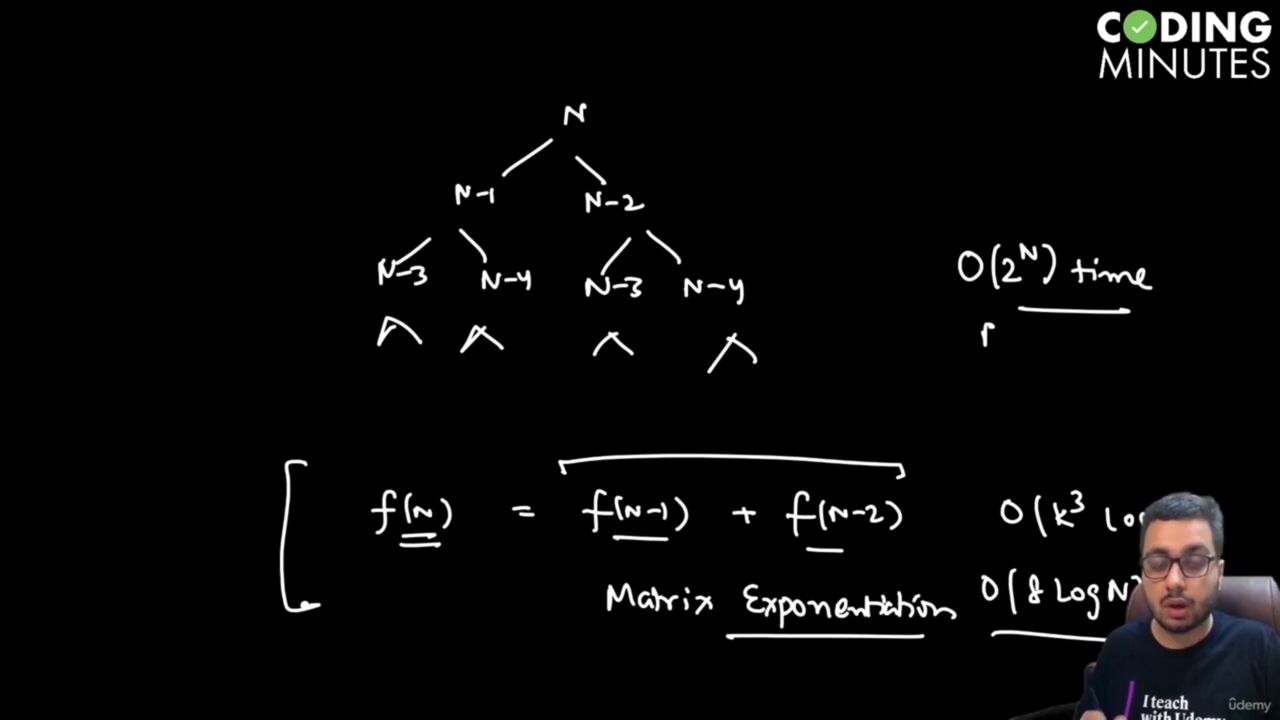 CODING
MINUTES
N
N-1 N-2
N-3 N-4 N-3 N-4
O(2^N) time
f(N) = f(N-1) + f(N-2) O(k³
Matrix Exponentiation O(8 Log N
I teach
with Udemy
ûdemy